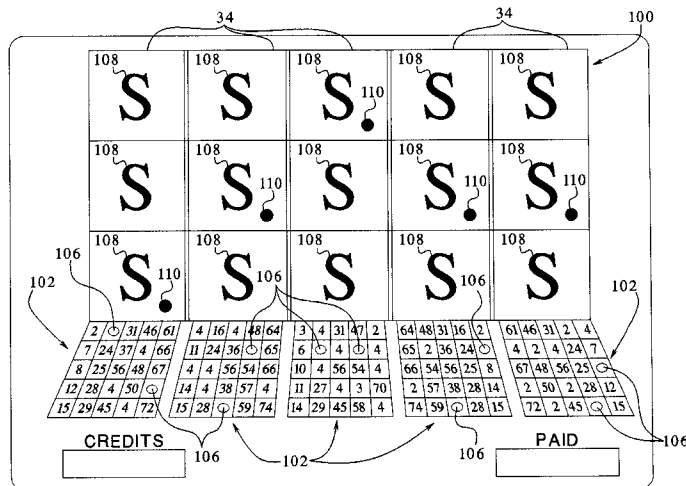 34 34 100
108 108 108 108 108
S S S S S
110
108 108 108 108 108
S S S S S
110 110 110
108 108 108 108 108
S S S S S
106 110 106 106
102 102
2 31 46 61 4 16 4 48 64 3 4 31 47 2 64 48 31 16 2 61 46 31 2 4
7 24 37 4 66 11 24 36 65 6 4 4 65 2 36 24 4 2 4 24 7
8 25 56 48 67 4 4 56 54 66 10 4 56 54 4 66 54 56 25 8 67 48 56 25
12 28 4 50 14 4 38 57 4 11 27 4 3 70 2 57 38 28 14 2 50 2 28 12
15 29 45 4 72 15 28 59 74 14 29 45 58 4 74 59 28 15 72 2 45 15
CREDITS 106 102 106 PAID 106